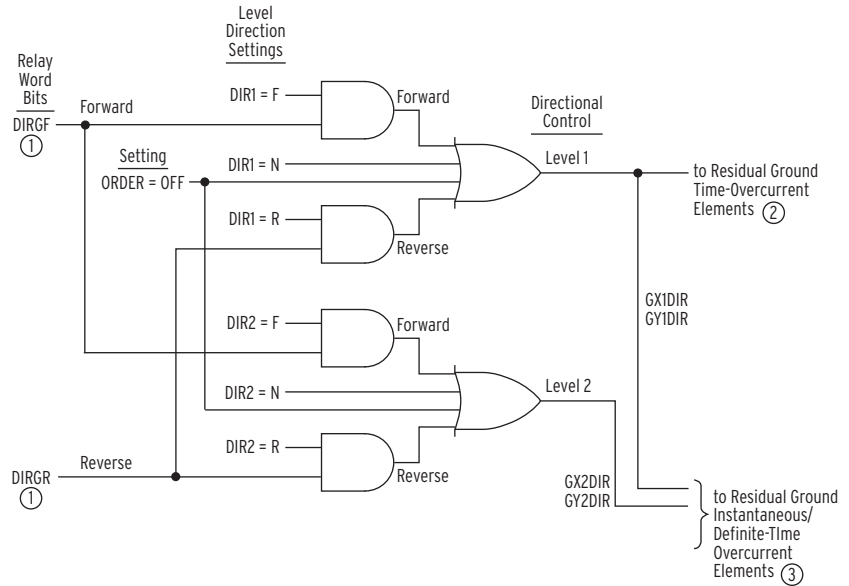 Level
Direction
Settings
Relay
Word
Bits
DIRGF
①
Forward
DIR1 = F
Forward
Directional
Control
Setting
ORDER = OFF
DIR1 = N
Level 1
to Residual Ground
Time-Overcurrent
Elements ②
DIR1 = R
Reverse
GX1DIR
GY1DIR
DIR2 = F
Forward
DIR2 = N
Level 2
DIR2 = R
Reverse
DIRGR
①
Reverse
GX2DIR
GY2DIR
to Residual Ground
Instantaneous/
Definite-TIme
Overcurrent
Elements ③